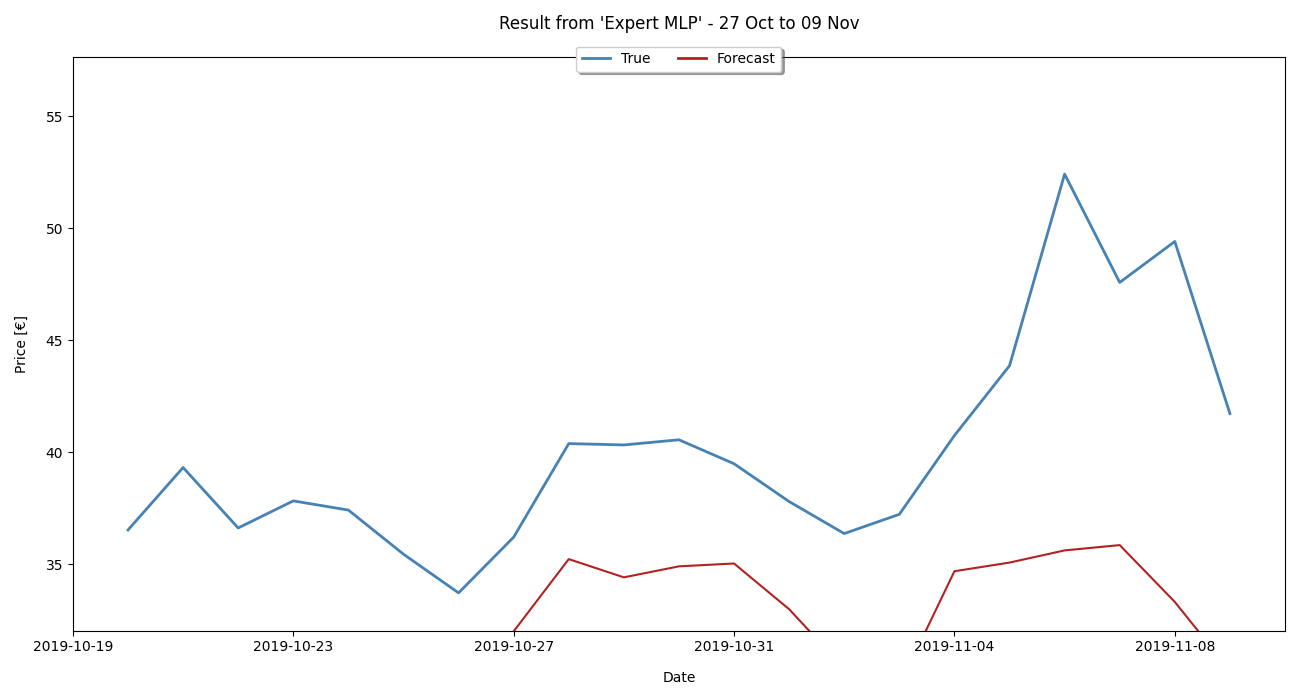 Result from 'Expert MLP' - 27 Oct to 09 Nov
True Forecast
55
50
45
40
35
Price [€]
2019-10-19 2019-10-23 2019-10-27 2019-10-31 2019-11-04 2019-11-08
Date